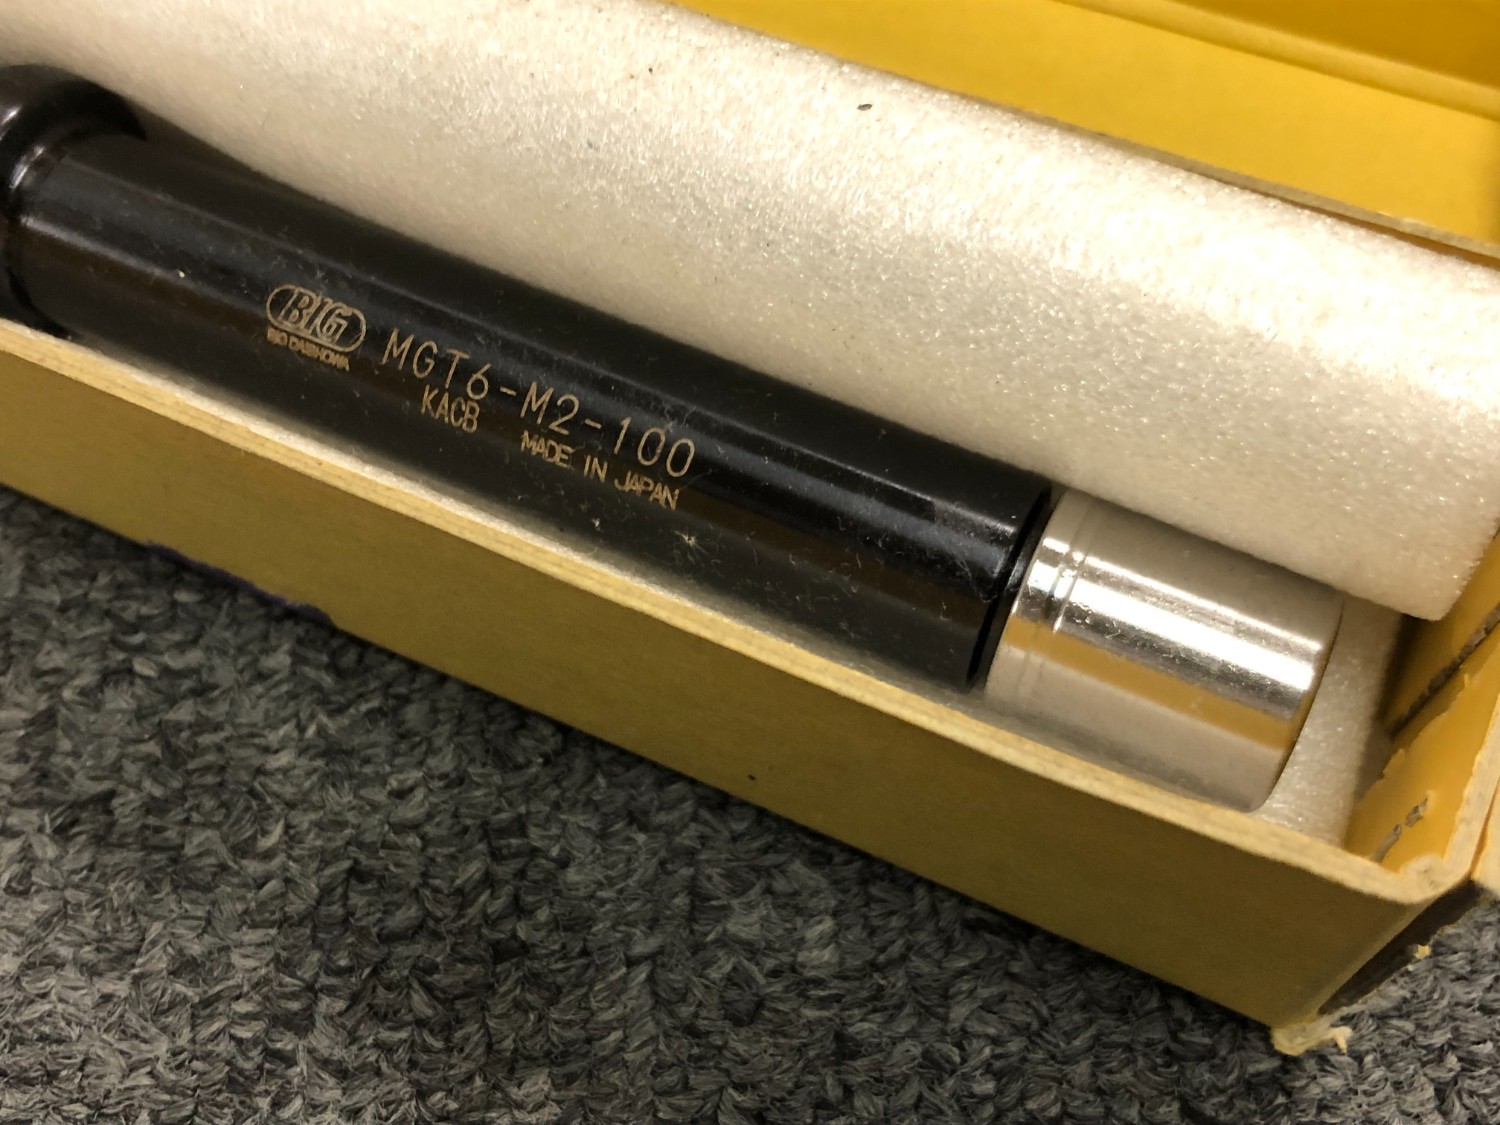 BIG
BIG DAISHOWA
MGT6-M2-100
KACB
MADE IN JAPAN